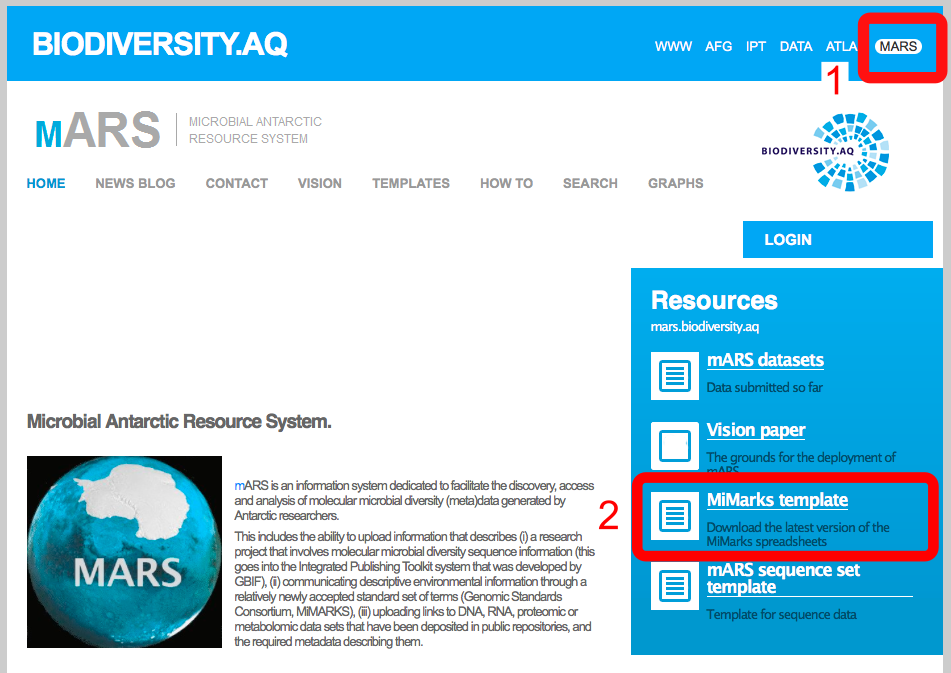 BIODIVERSITY.AQ
WWW AFG IPT DATA ATLA MARS
1
mARS
MICROBIAL ANTARCTIC
RESOURCE SYSTEM
BIODIVERSITY.AQ
HOME NEWS BLOG CONTACT VISION TEMPLATES HOW TO SEARCH GRAPHS
LOGIN
Resources
mars.biodiversity.aq
mARS datasets
Data submitted so far
Vision paper
The grounds for the deployment of
mARS
2
MiMarks template
Download the latest version of the
MiMarks spreadsheets
mARS sequence set
template
Template for sequence data
Microbial Antarctic Resource System.
MARS
mARS is an information system dedicated to facilitate the discovery, access
and analysis of molecular microbial diversity (meta)data generated by
Antarctic researchers.
This includes the ability to upload information that describes (i) a research
project that involves molecular microbial diversity sequence information (this
goes into the Integrated Publishing Toolkit system that was developed by
GBIF), (ii) communicating descriptive environmental information through a
relatively newly accepted standard set of terms (Genomic Standards
Consortium, MiMARKS), (iii) uploading links to DNA, RNA, proteomic or
metabolomic data sets that have been deposited in public repositories, and
the required metadata describing them.